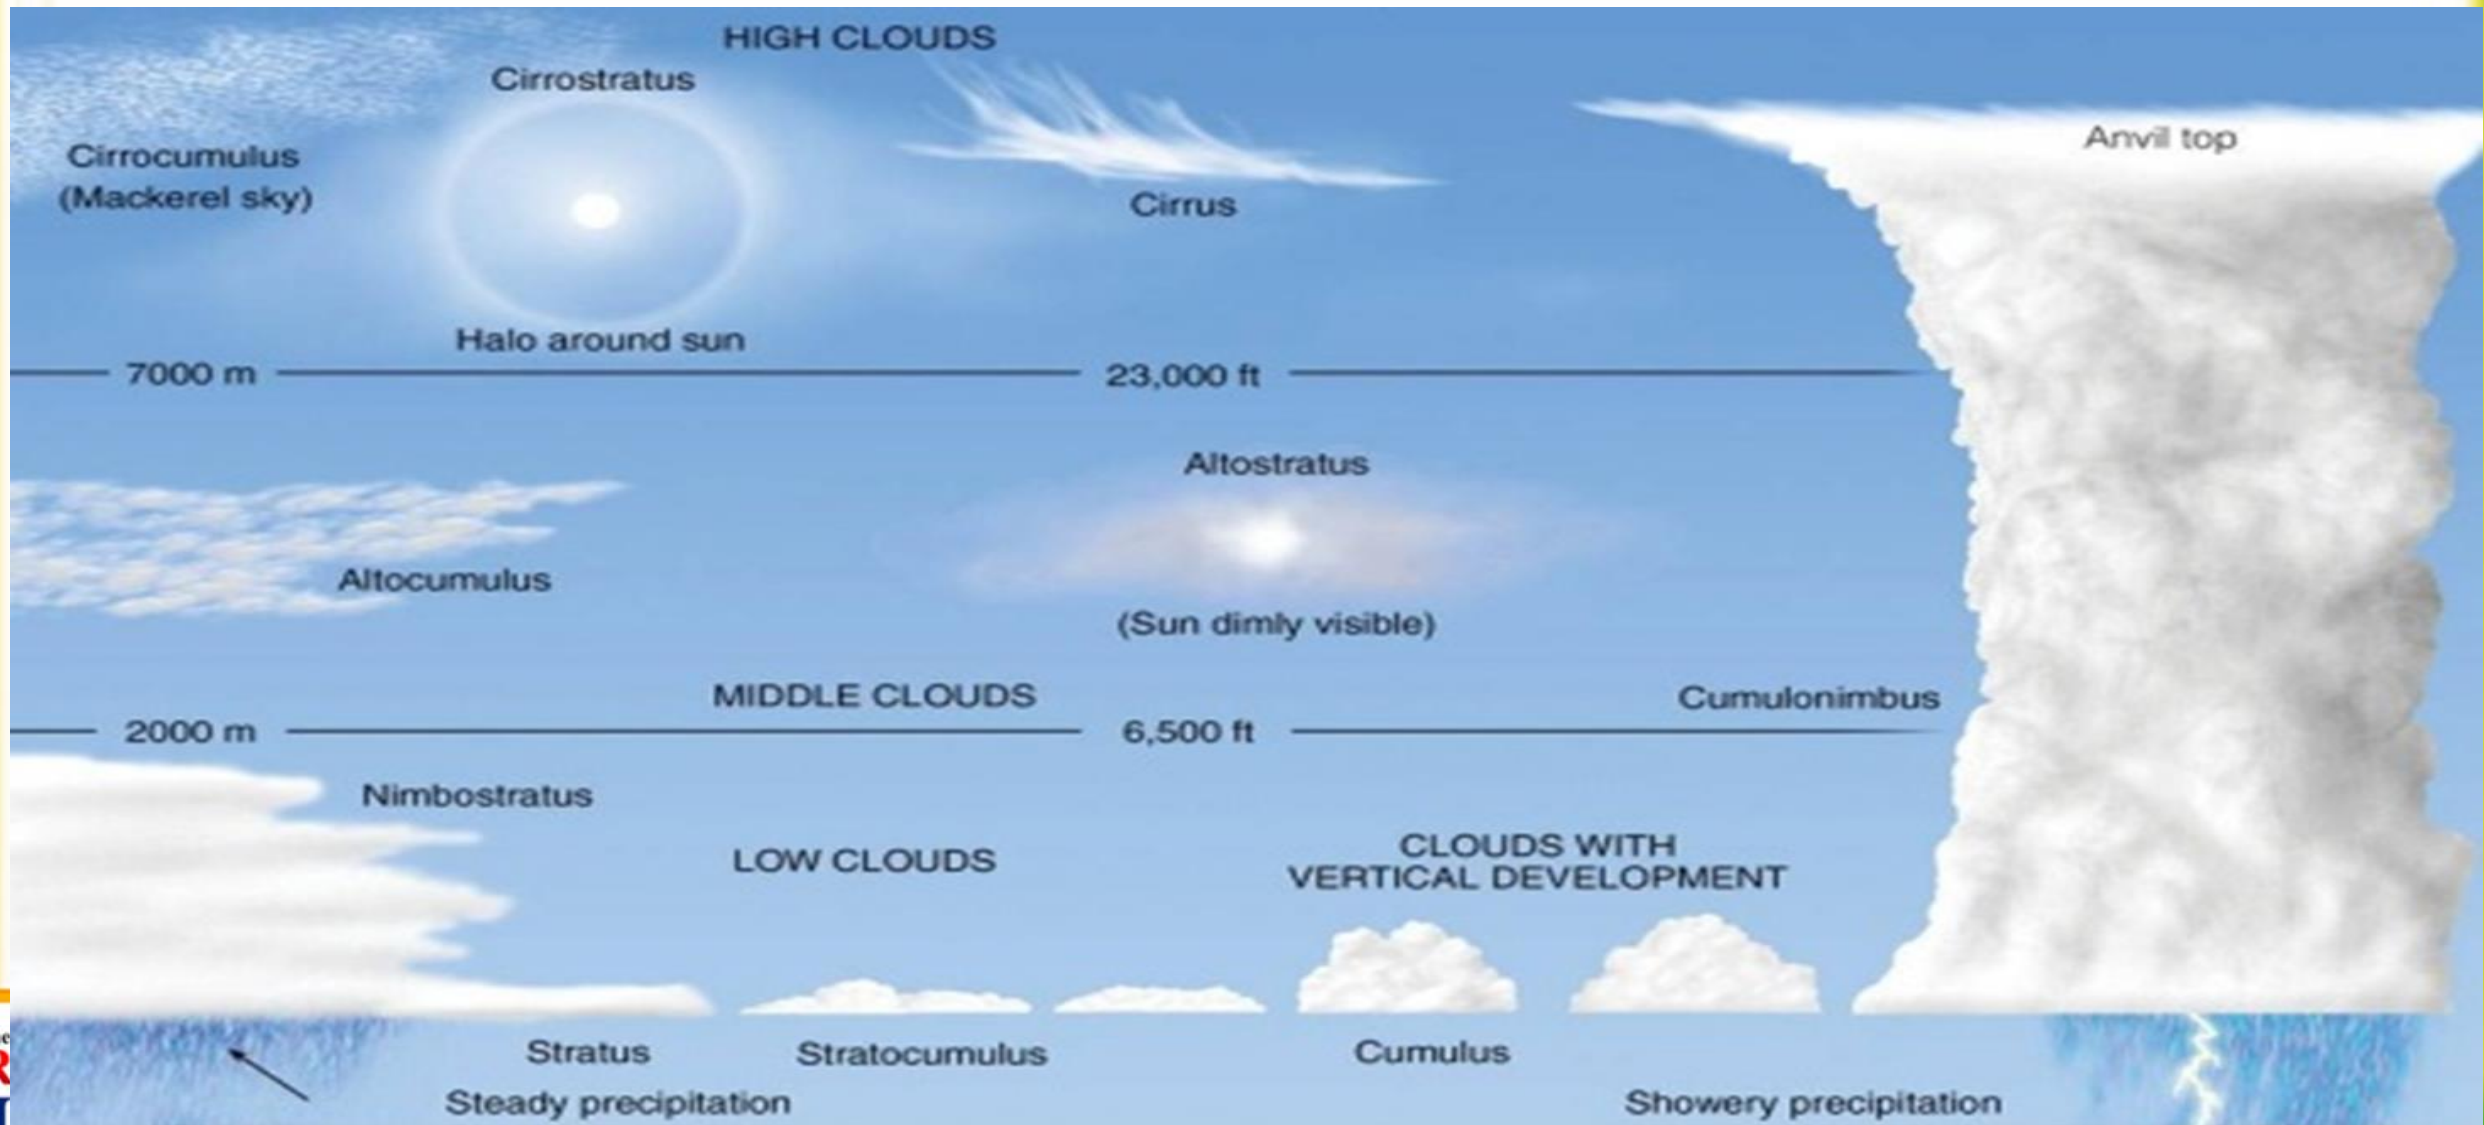 HIGH CLOUDS
Cirrostratus
Cirrocumulus
(Mackerel sky)
Cirrus
Anvil top
Halo around sun
7000 m
23,000 ft
Altostratus
Altocumulus
(Sun dimly visible)
MIDDLE CLOUDS
Cumulonimbus
2000 m
6,500 ft
Nimbostratus
LOW CLOUDS
CLOUDS WITH
VERTICAL DEVELOPMENT
Stratus
Stratocumulus
Cumulus
Steady precipitation
Showery precipitation